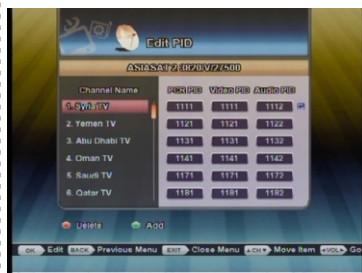 Edit PID
ASIASAT 2 :3820/V/27500
Channel Name PCR PID Video PID Audio PID
1. Syria TV 1111 1111 1112
2. Yemen TV 1121 1121 1122
3. Abu Dhabi TV 1131 1131 1132
4. Oman TV 1141 1141 1142
5. Saudi TV 1171 1171 1172
6. Qatar TV 1181 1181 1182
Delete Add
OK Edit BACK Previous Menu EXIT Close Menu CH Move Item VOL Go